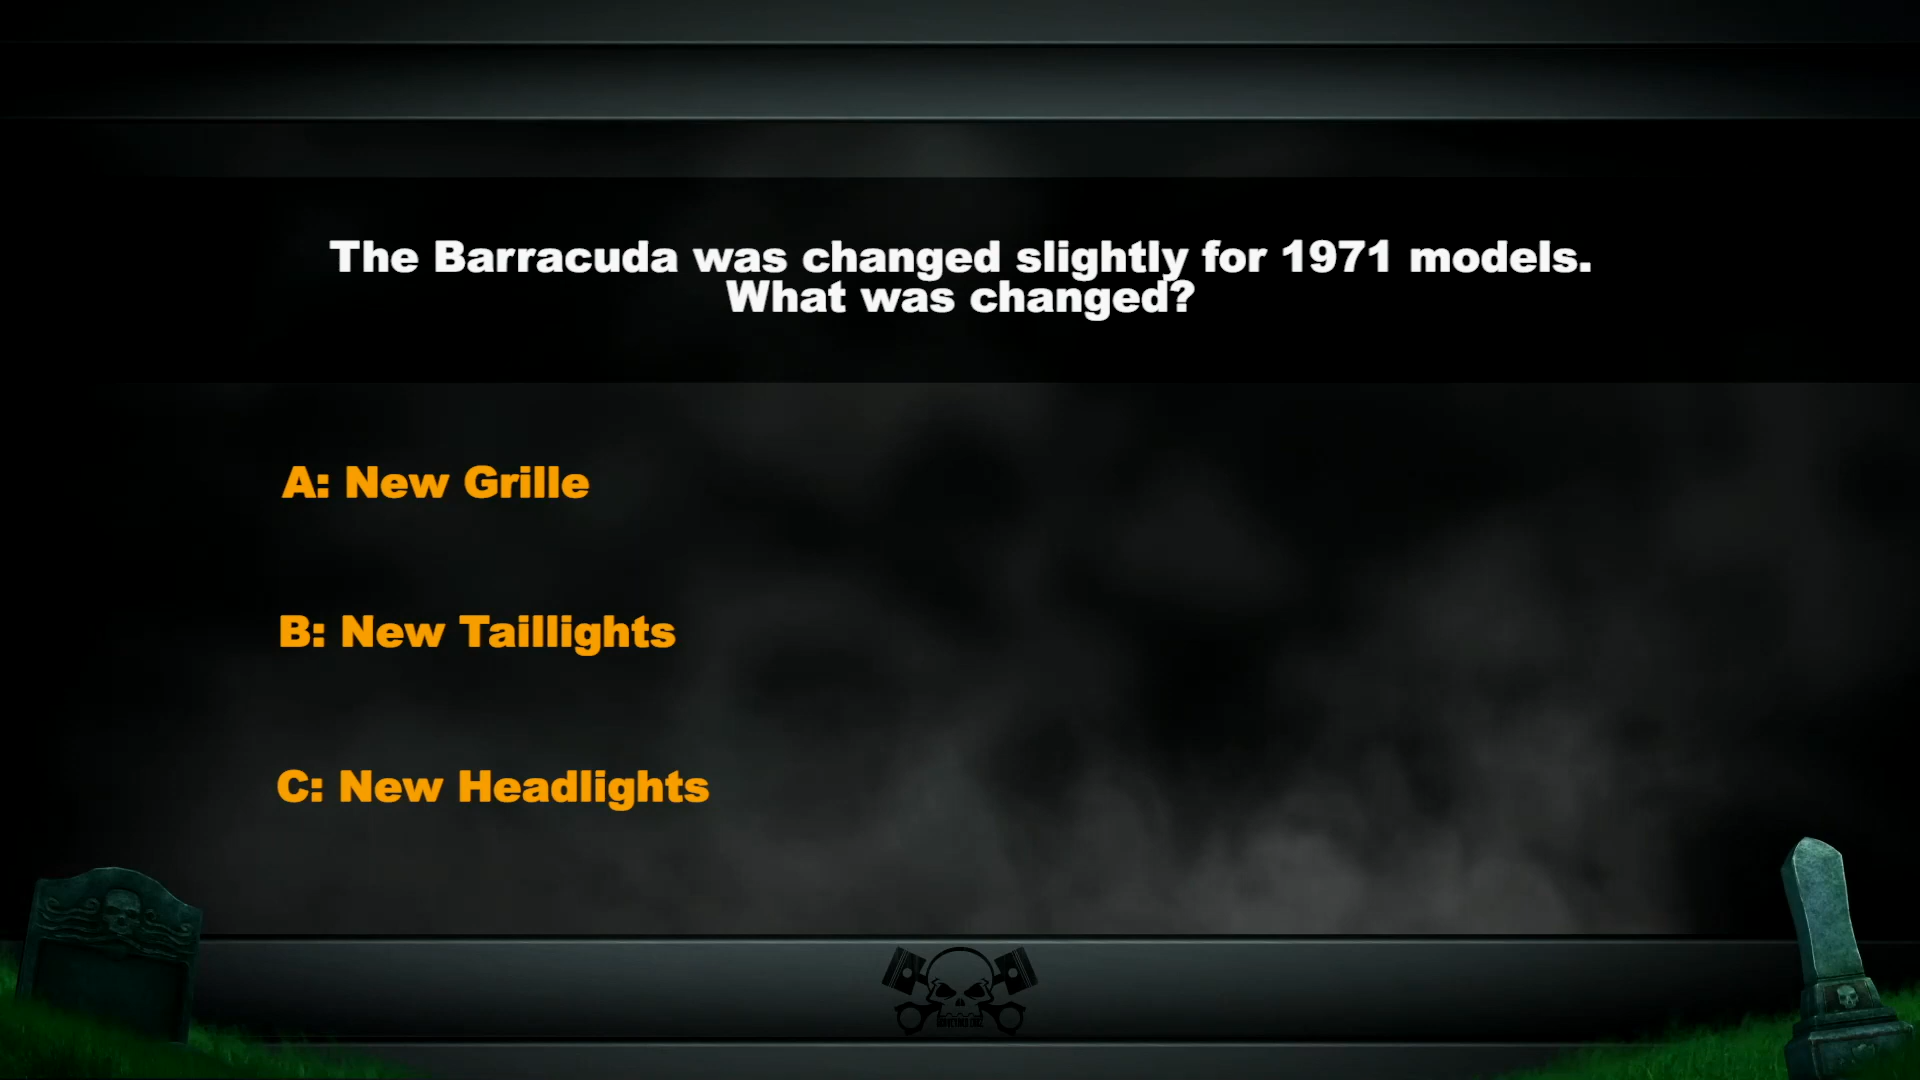 The Barracuda was changed slightly for 1971 models.
What was changed?
A: New Grille
B: New Taillights
C: New Headlights